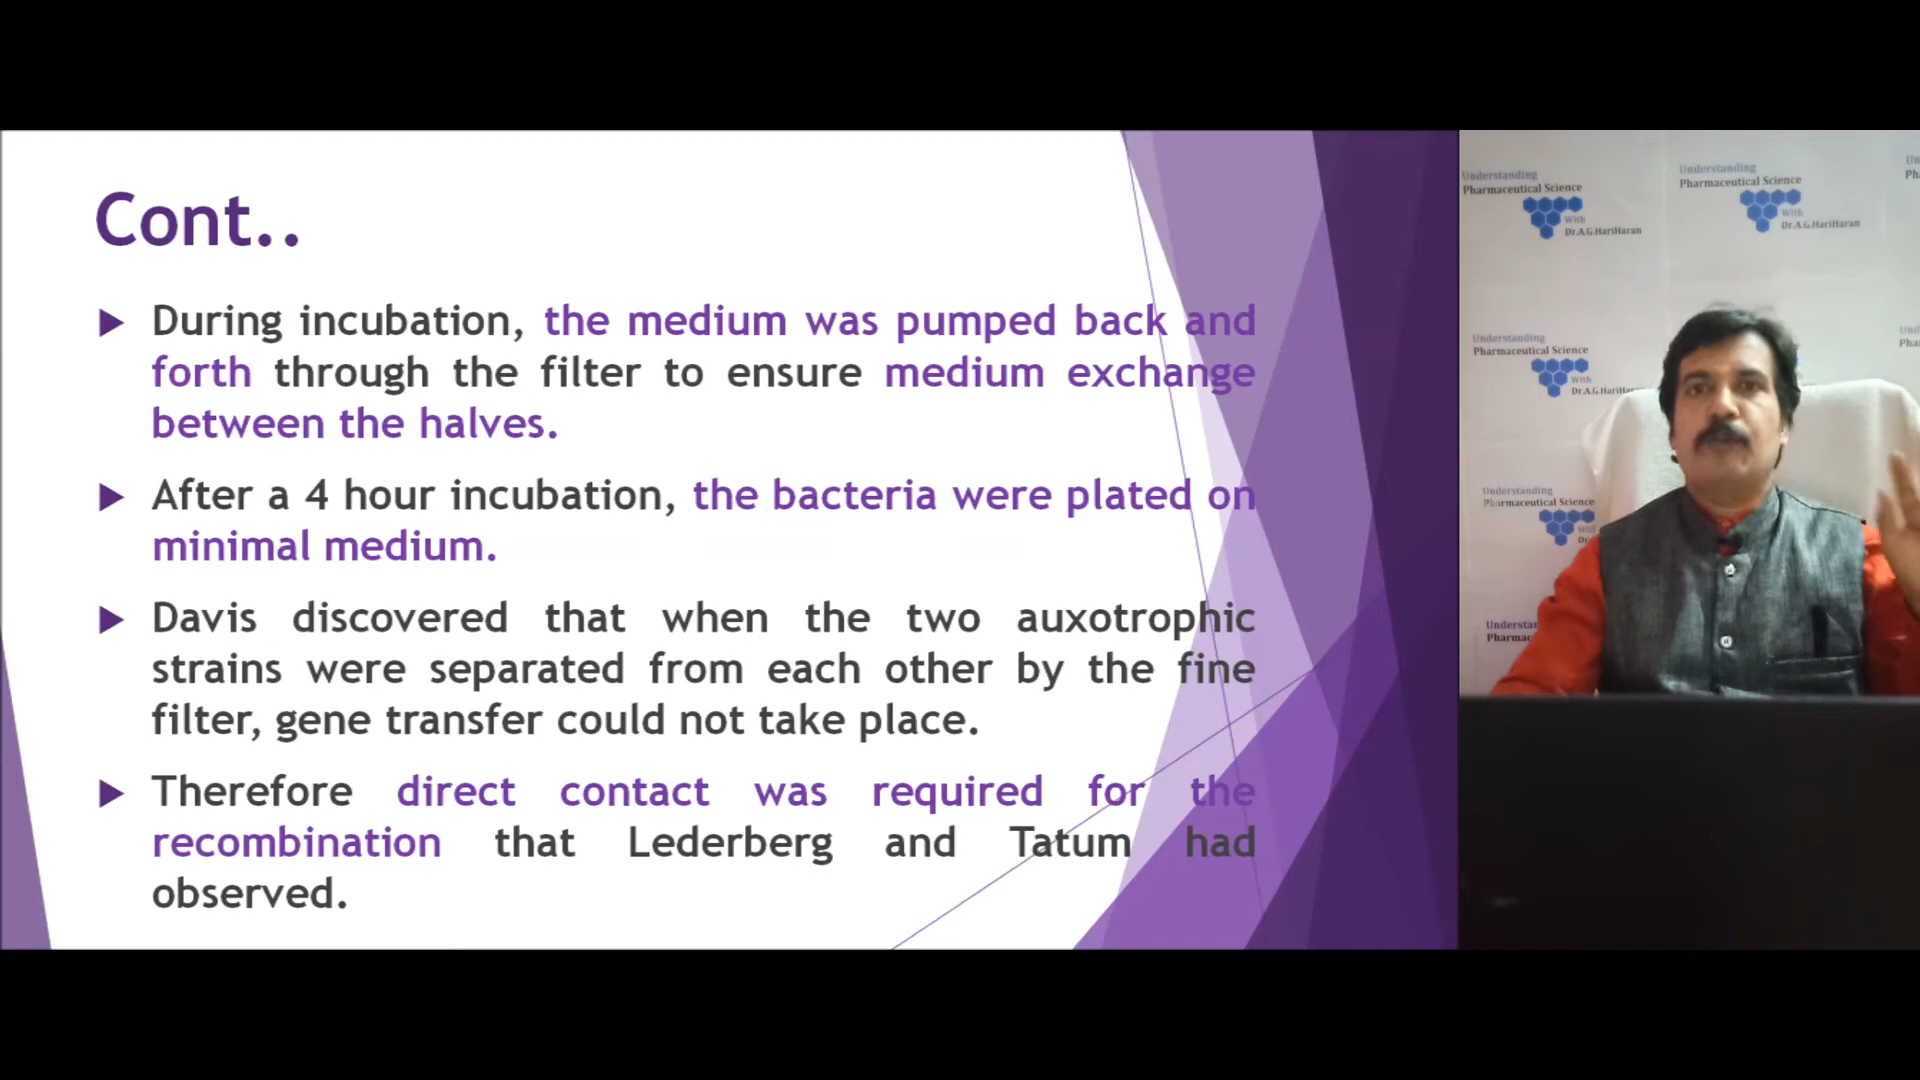 Cont..
During incubation, the medium was pumped back and
forth through the filter to ensure medium exchange
between the halves.
After a 4 hour incubation, the bacteria were plated on
minimal medium.
Davis discovered that when the two auxotrophic
strains were separated from each other by the fine
filter, gene transfer could not take place.
Therefore direct contact was required for the
recombination that Lederberg and Tatum had
observed.
Understanding
Pharmaceutical Science
With
Dr.A.G.HariHaran
Understanding
Pharmaceutical Science
With
Dr.A.G.HariHaran
Understanding
Pharmaceutical Science
With
Understanding
Pharmaceutical Science